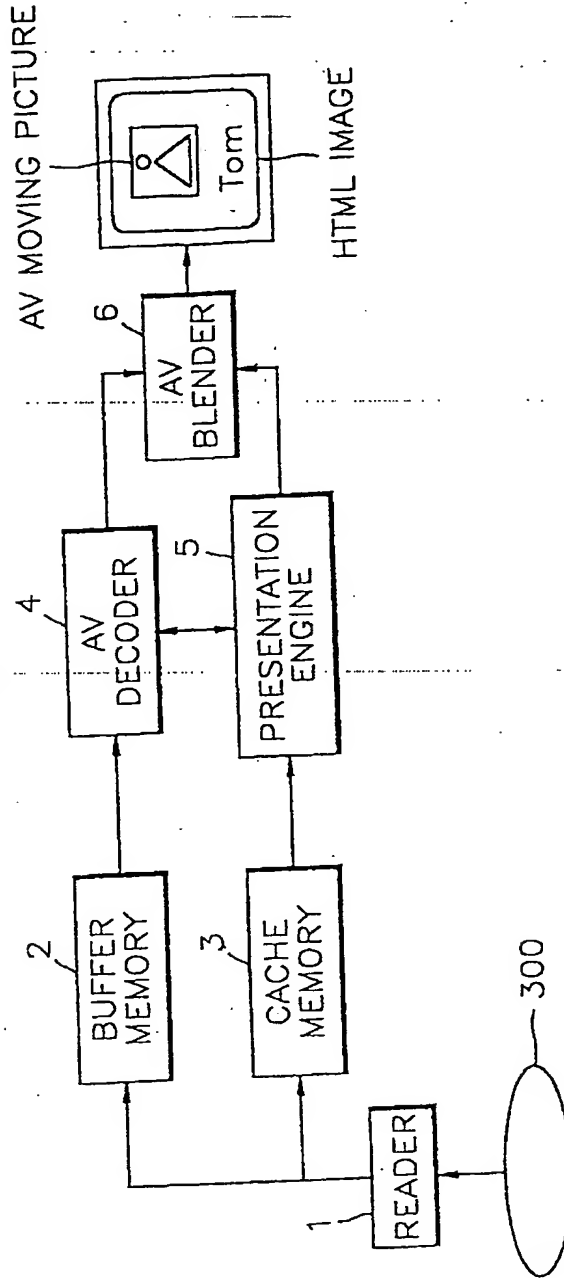 AV MOVING PICTURE
HTML IMAGE
Tom
6
AV
BLENDER
4
AV
DECODER
5
PRESENTATION
ENGINE
2
BUFFER
MEMORY
3
CACHE
MEMORY
1
READER
300